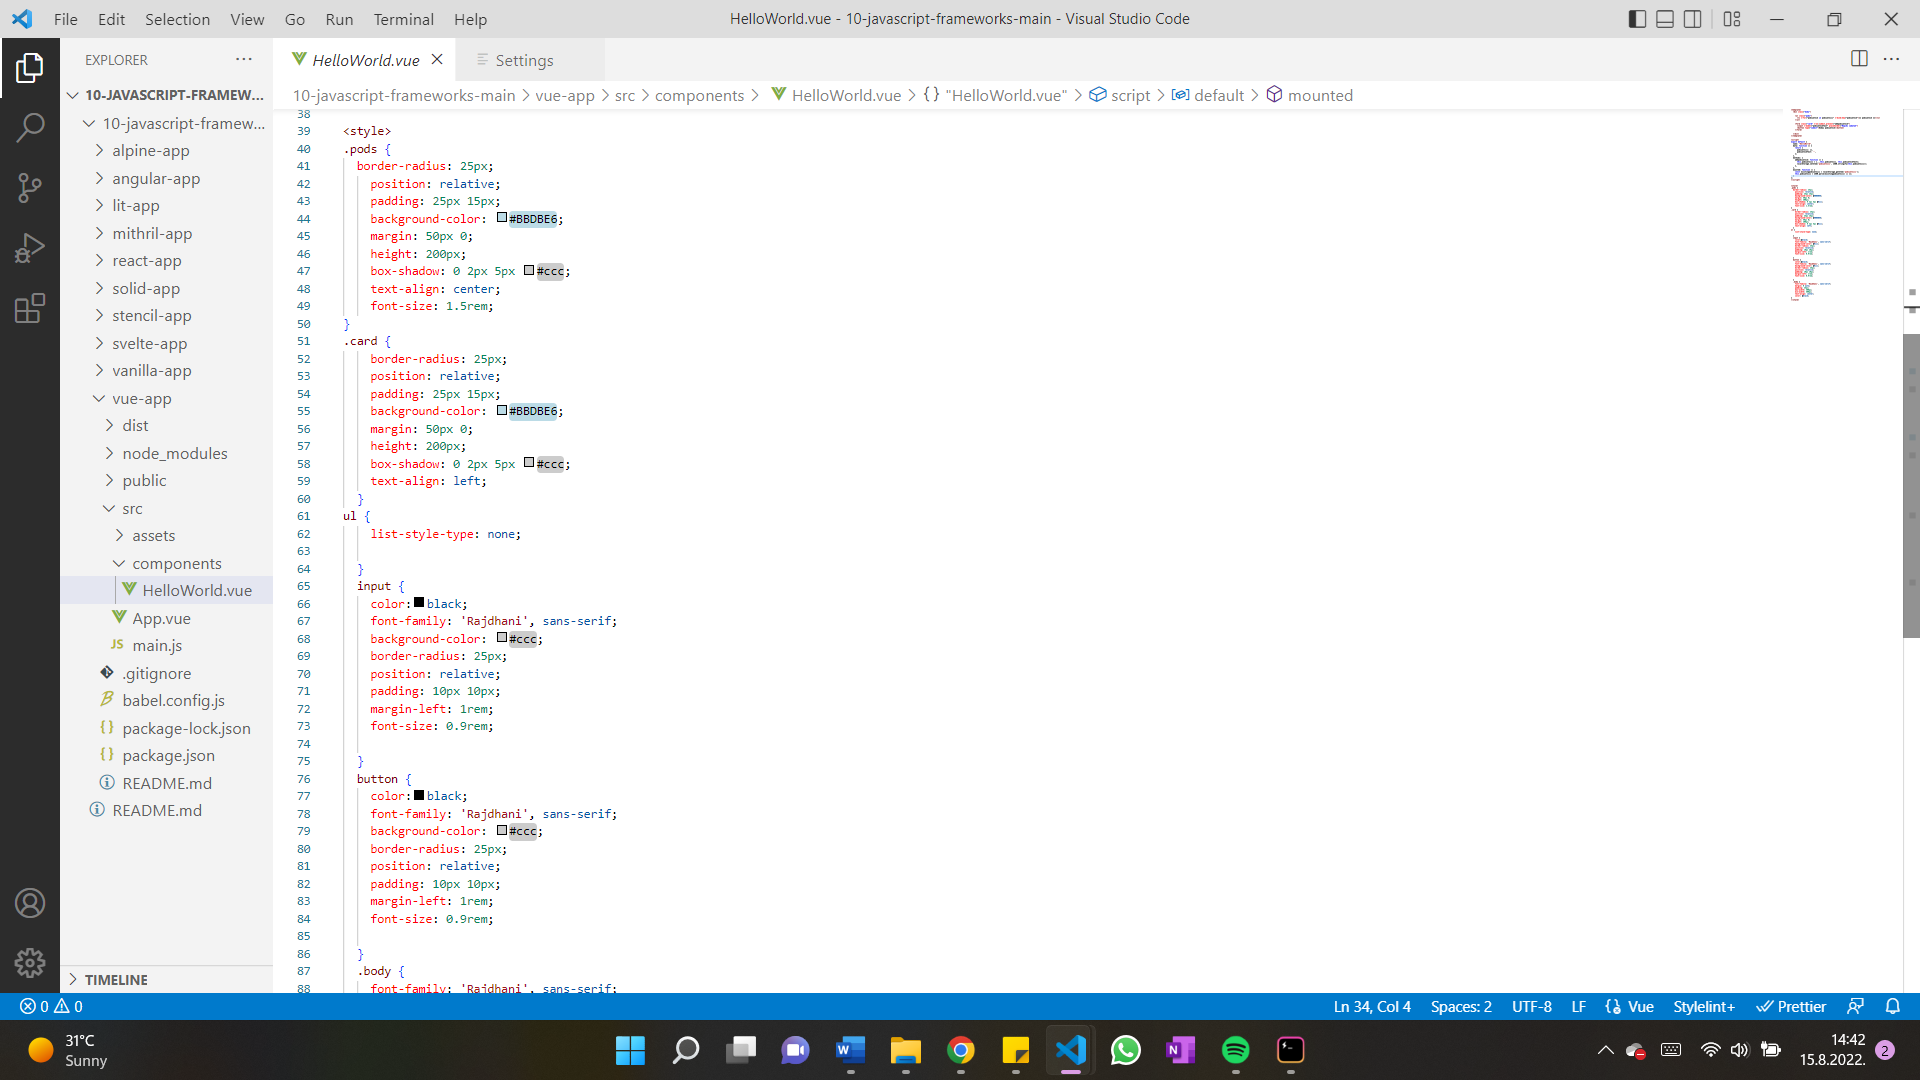 File Edit Selection View Go Run Terminal Help
HelloWorld.vue - 10-javascript-frameworks-main - Visual Studio Code
EXPLORER
HelloWorld.vue
Settings
10-JAVASCRIPT-FRAMEW...
10-javascript-frameworks-main > vue-app > src > components > HelloWorld.vue > {} "HelloWorld.vue" > script > default > mounted
10-javascript-framew...
alpine-app
angular-app
lit-app
mithril-app
react-app
solid-app
stencil-app
svelte-app
vanilla-app
vue-app
dist
node_modules
public
src
assets
components
HelloWorld.vue
App.vue
JS main.js
.gitignore
babel.config.js
{} package-lock.json
{} package.json
README.md
README.md
TIMELINE
38
39 <style>
40 .pods {
41 border-radius: 25px;
42 position: relative;
43 padding: 25px 15px;
44 background-color: #BBDBE6;
45 margin: 50px 0;
46 height: 200px;
47 box-shadow: 0 2px 5px #ccc;
48 text-align: center;
49 font-size: 1.5rem;
50 }
51 .card {
52 border-radius: 25px;
53 position: relative;
54 padding: 25px 15px;
55 background-color: #BBDBE6;
56 margin: 50px 0;
57 height: 200px;
58 box-shadow: 0 2px 5px #ccc;
59 text-align: left;
60 }
61 ul {
62 list-style-type: none;
63
64 }
65 input {
66 color: black;
67 font-family: 'Rajdhani', sans-serif;
68 background-color: #ccc;
69 border-radius: 25px;
70 position: relative;
71 padding: 10px 10px;
72 margin-left: 1rem;
73 font-size: 0.9rem;
74
75 }
76 button {
77 color: black;
78 font-family: 'Rajdhani', sans-serif;
79 background-color: #ccc;
80 border-radius: 25px;
81 position: relative;
82 padding: 10px 10px;
83 margin-left: 1rem;
84 font-size: 0.9rem;
85
86 }
87 .body {
88 font-family: 'Rajdhani', sans-serif;
0 0
Ln 34, Col 4 Spaces: 2 UTF-8 LF {} Vue Stylelint+ Prettier
31°C
Sunny
14:42
15.8.2022.
2